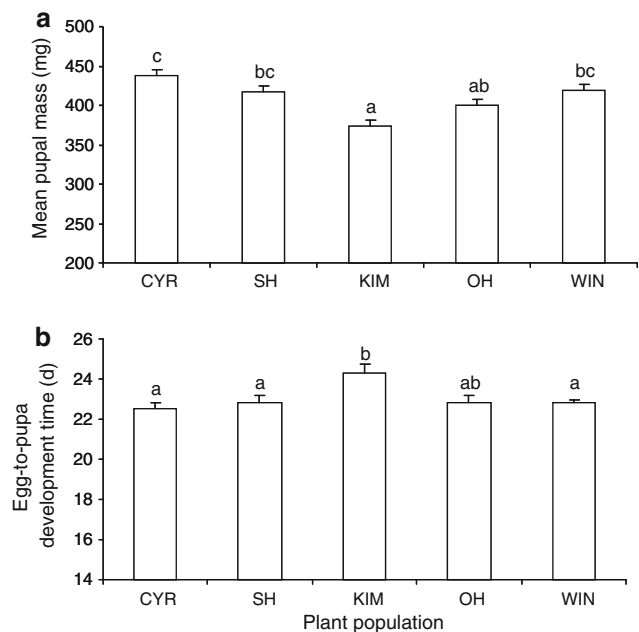 a
Mean pupal mass (mg)
500
450
400
350
300
250
200
c
bc
a
ab
bc
CYR SH KIM OH WIN
b
Egg-to-pupa
development time (d)
26
24
22
20
18
16
14
a
a
b
ab
a
CYR SH KIM OH WIN
Plant population